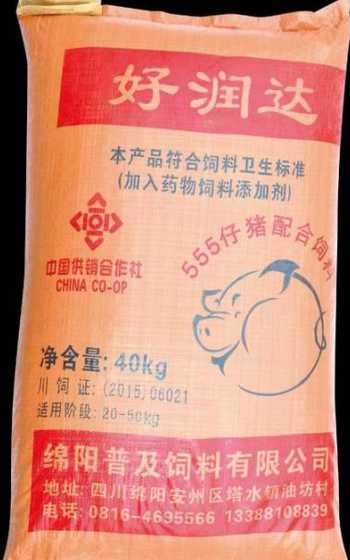 好润达
本产品符合饲料卫生标准
(加入药物饲料添加剂)
555仔猪配合饲料
中国供销合作社
CHINA CO-OP
净含量: 40kg
川饲证: (2015)06021
适用阶段: 20-50kg
绵阳普及饲料有限公司
地址: 四川绵阳安州区塔水镇油坊村
电话: 0816-4695566 13388108839